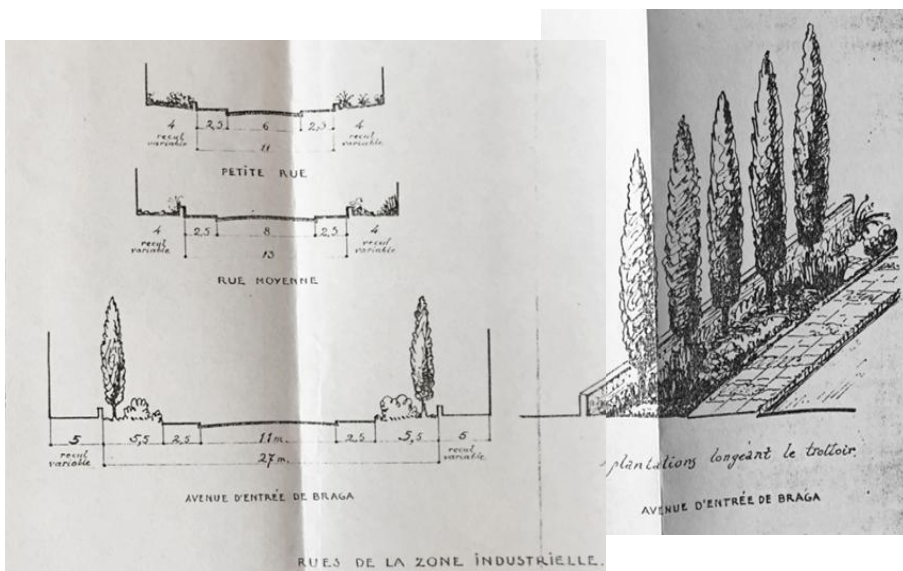 4 2,5 6 2,5 4
recul variable recul variable
11
PETITE RUE
4 2,5 8 2,5 4
recul variable recul variable
13
RUE MOYENNE
5 5,5 2,5 11m. 2,5 5,5 5
recul variable recul variable
27m.
AVENUE D'ENTRÉE DE BRAGA
RUES DE LA ZONE INDUSTRIELLE.
plantations longeant le trottoir.
AVENUE D'ENTRÉE DE BRAGA